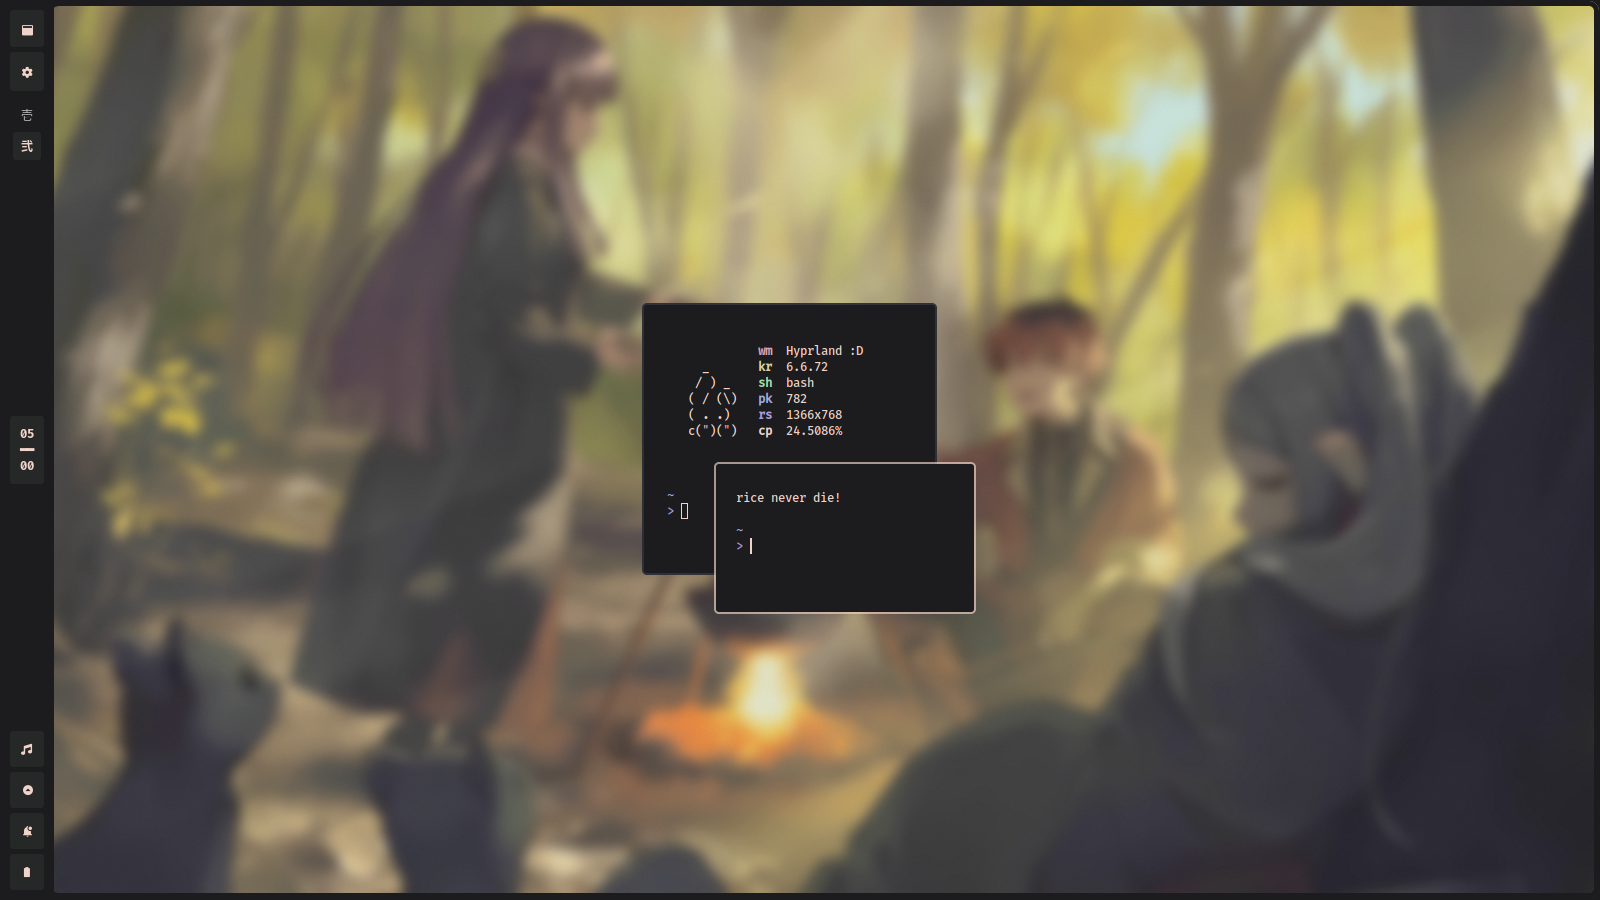 壱
弐
05
00
wm Hyprland :D
kr 6.6.72
_
/ ) _ sh bash
( / (\) pk 782
( . .) rs 1366x768
c(")(") cp 24.5086%
~
>
rice never die!
~
>